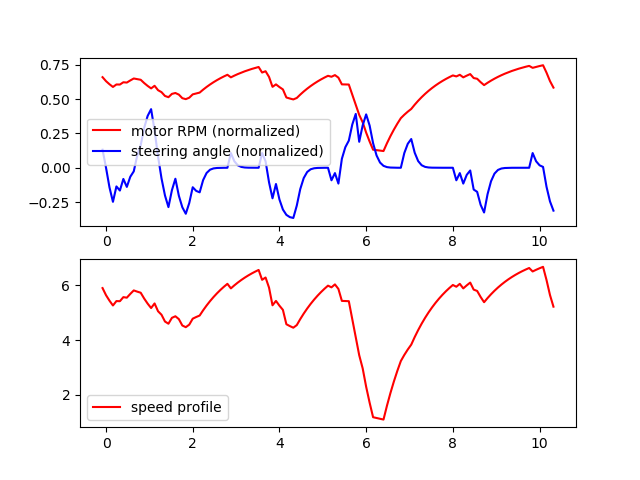 0.75
0.50
0.25
0.00
−0.25
motor RPM (normalized)
steering angle (normalized)
0 2 4 6 8 10
6
4
2
speed profile
0 2 4 6 8 10